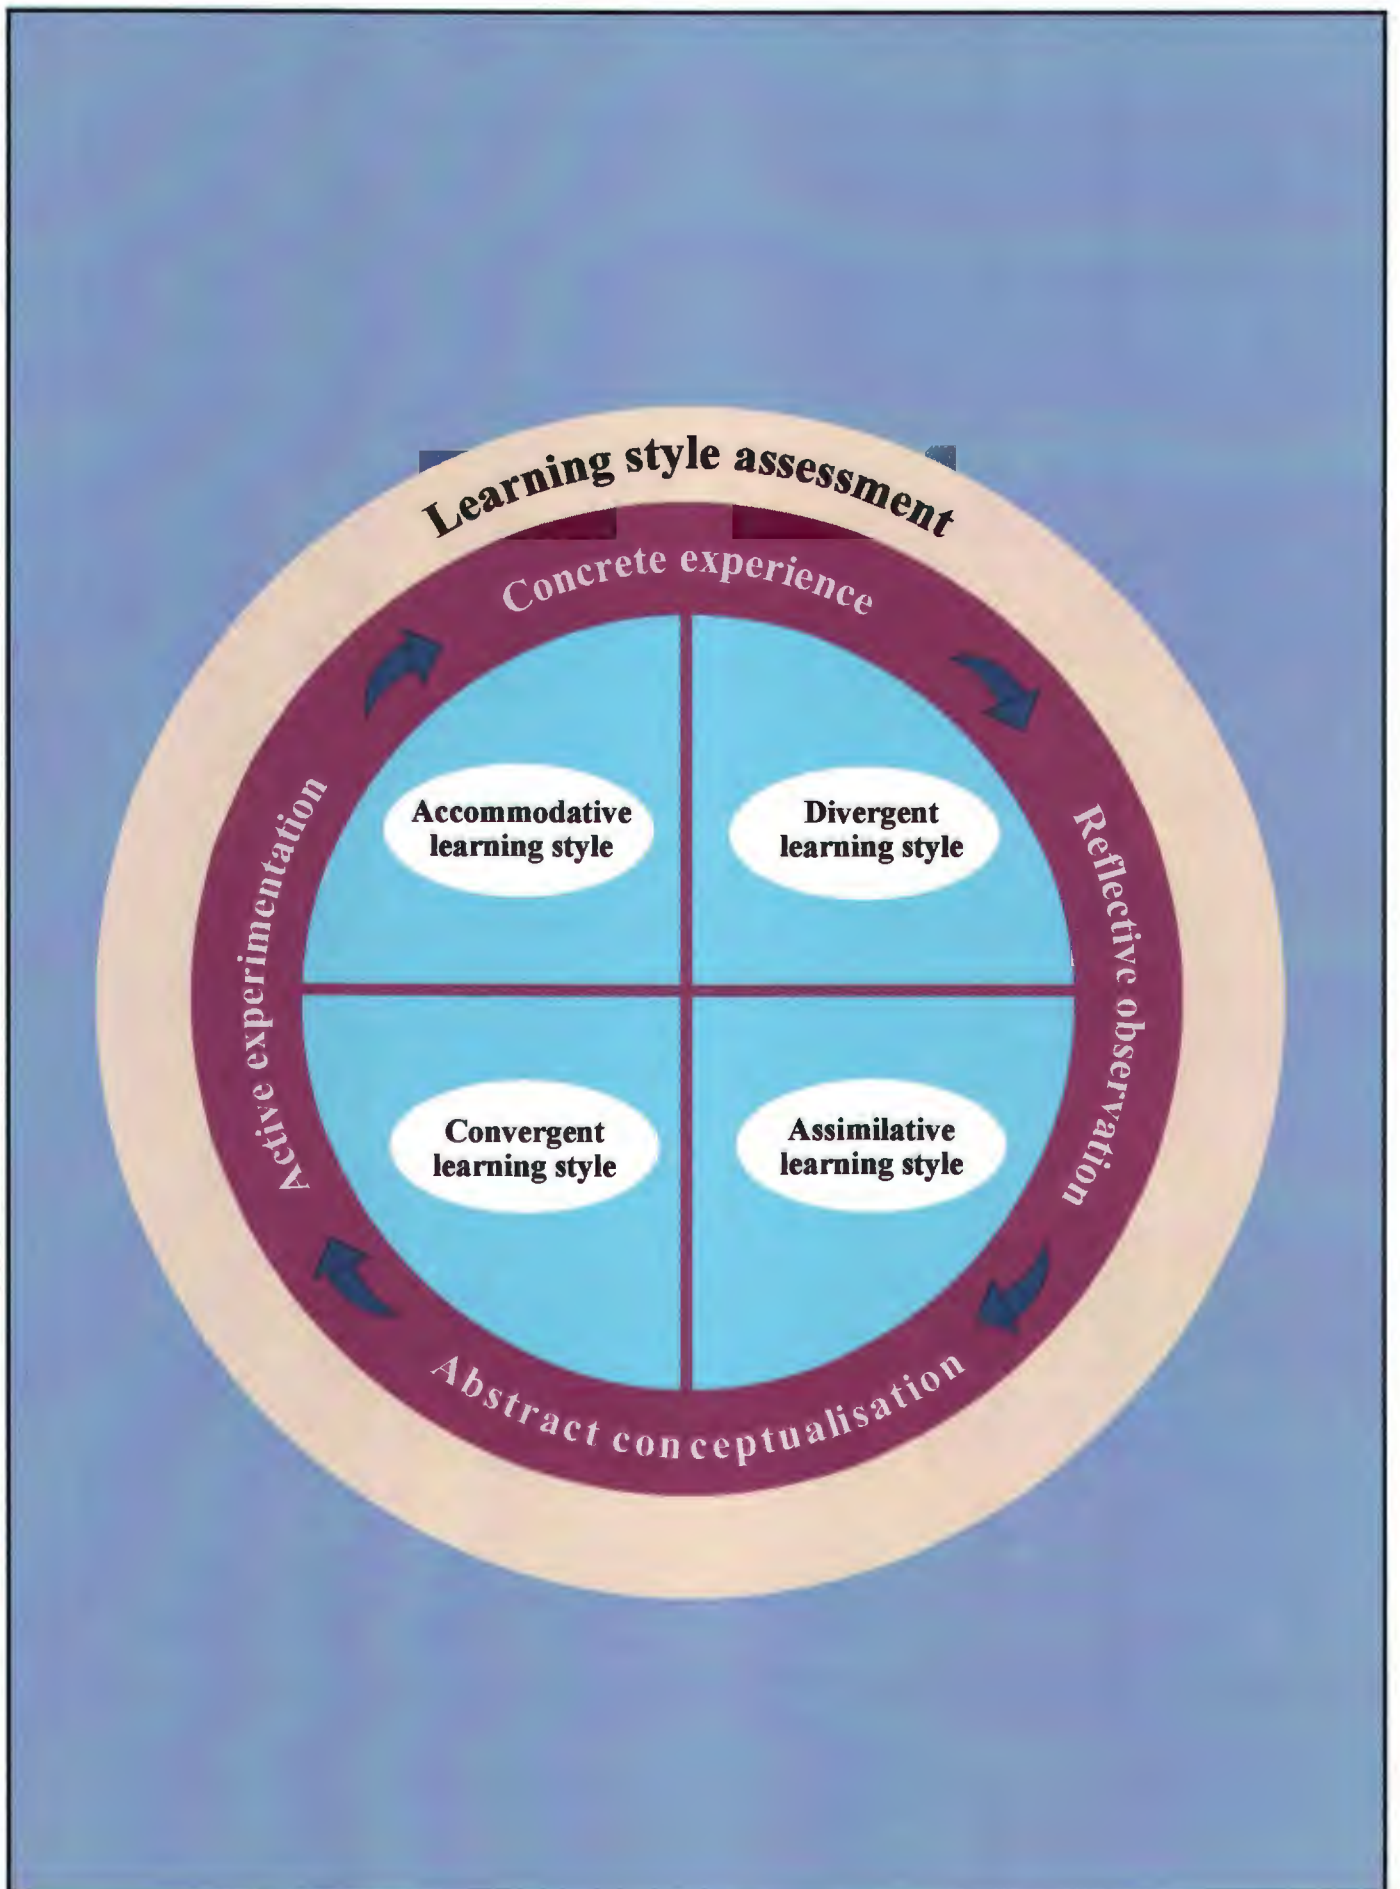 Learning style assessment
Concrete experience
Accommodative
learning style
Divergent
learning style
Active experimentation
Reflective observation
Convergent
learning style
Assimilative
learning style
Abstract conceptualisation